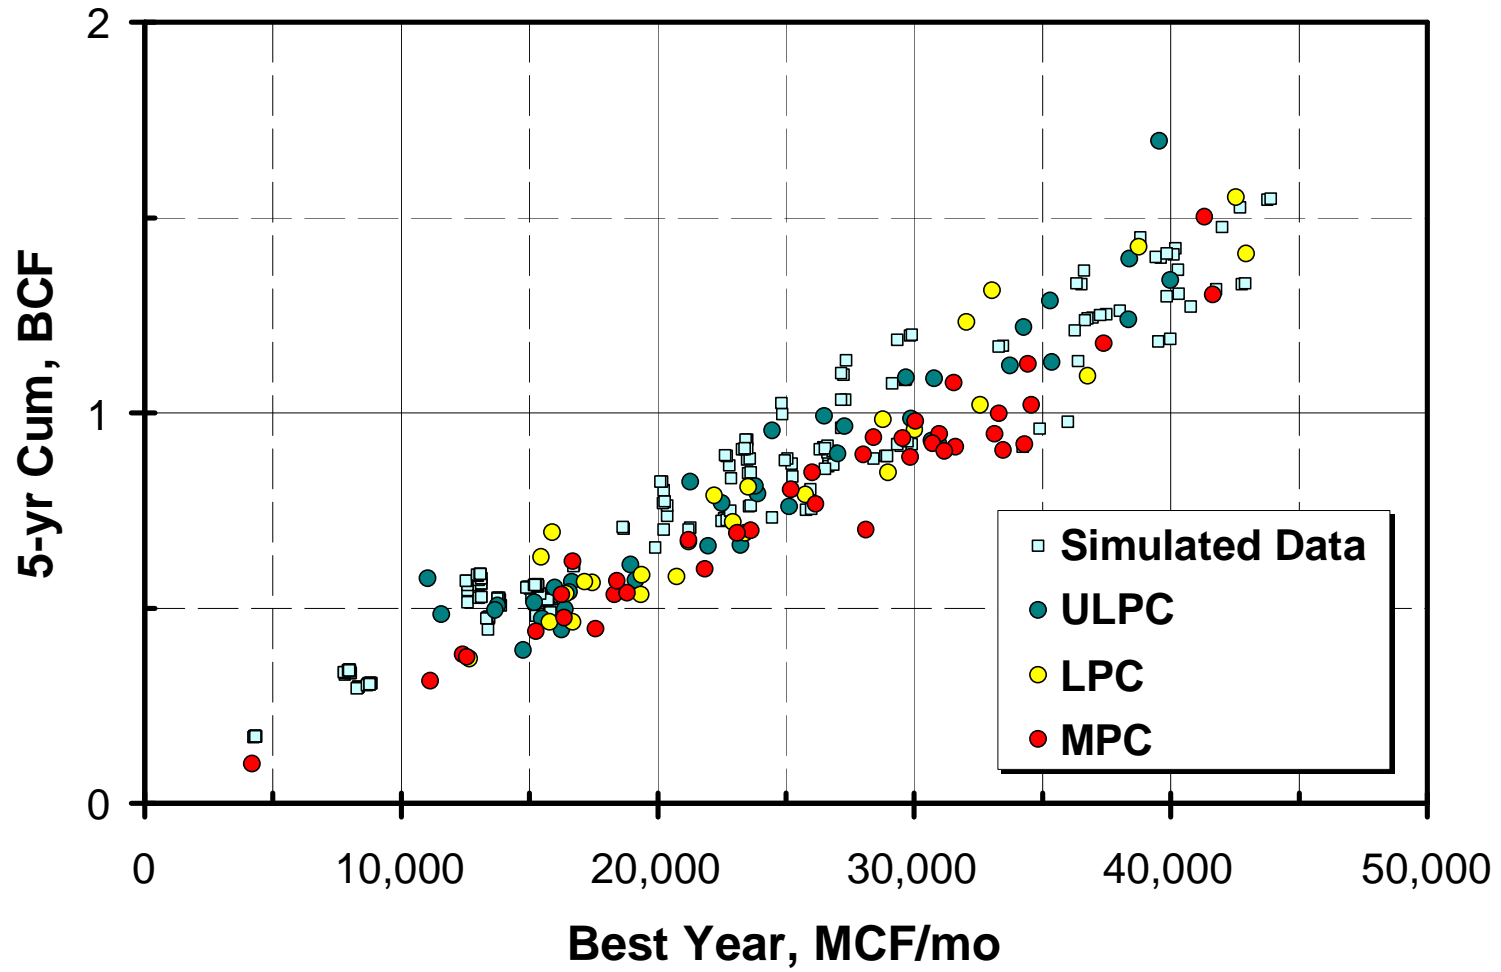 2
1
0
5-yr Cum, BCF
Simulated Data
ULPC
LPC
MPC
0
10,000
20,000
30,000
40,000
50,000
Best Year, MCF/mo